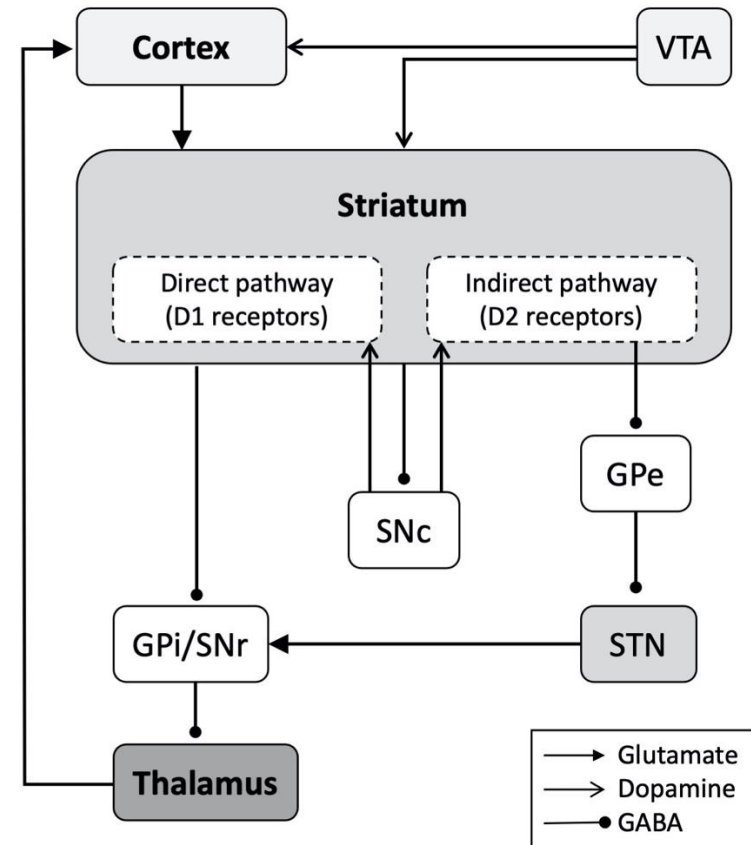 Cortex
VTA
Striatum
Direct pathway
(D1 receptors)
Indirect pathway
(D2 receptors)
GPe
SNc
GPi/SNr
STN
Thalamus
Glutamate
Dopamine
GABA